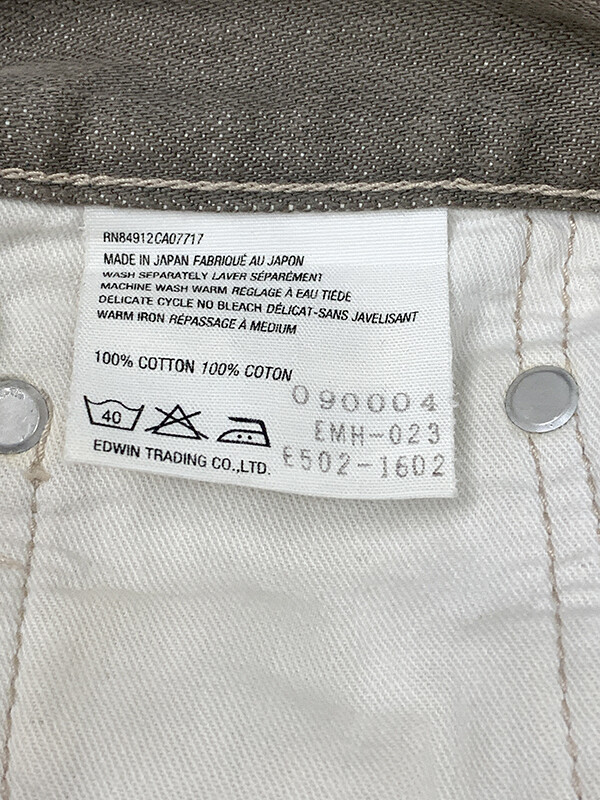 RN84912CA07717
MADE IN JAPAN FABRIQUÉ AU JAPON
WASH SEPARATELY LAVER SÉPARÉMENT
MACHINE WASH WARM RÉGLAGE À EAU TIÈDE
DELICATE CYCLE NO BLEACH DÉLICAT-SANS JAVELISANT
WARM IRON RÉPASSAGE À MEDIUM
100% COTTON 100% COTON
090004
40
EMH-023
EDWIN TRADING CO.,LTD.
E502-1602